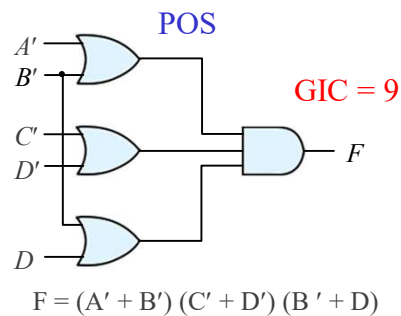 POS
A′
B′
GIC = 9
C′
D′
F
D
F = (A′ + B′) (C′ + D′) (B ′ + D)